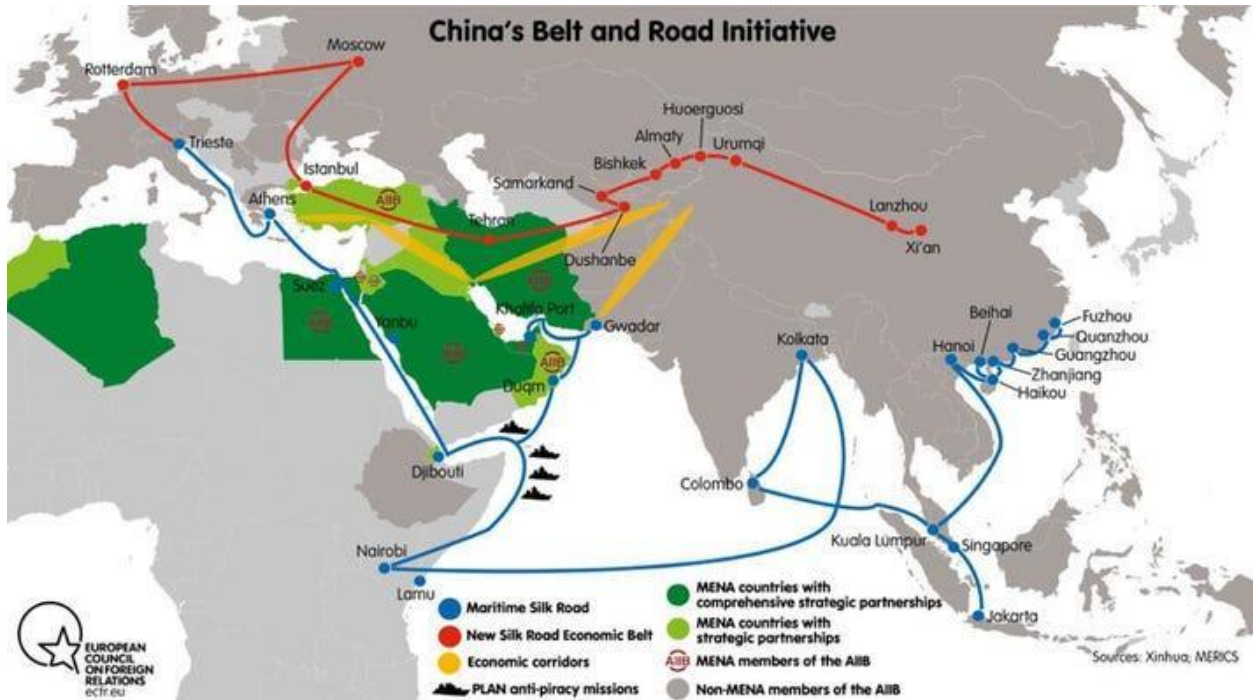 China's Belt and Road Initiative
Moscow
Rotterdam
Trieste
Huoerguosi
Almaty
Urumqi
Bishkek
Istanbul
Samarkand
Athens
AIIB
Lanzhou
Tehran
Xi'an
Dushanbe
Suez
AIIB
Khalifa Port
Beihai
Fuzhou
Yanbu
Gwadar
Kolkata
Hanoi
Quanzhou
Guangzhou
AIIB
AIIB
AIIB
Zhanjiang
Haikou
Duqm
Djibouti
Colombo
Kuala Lumpur
Singapore
Nairobi
Lamu
Jakarta
Maritime Silk Road
New Silk Road Economic Belt
Economic corridors
PLAN anti-piracy missions
MENA countries with
comprehensive strategic partnerships
MENA countries with
strategic partnerships
AIIB
MENA members of the AIIB
Non-MENA members of the AIIB
EUROPEAN
COUNCIL
ON FOREIGN
RELATIONS
ecfr.eu
Sources: Xinhua; MERICS